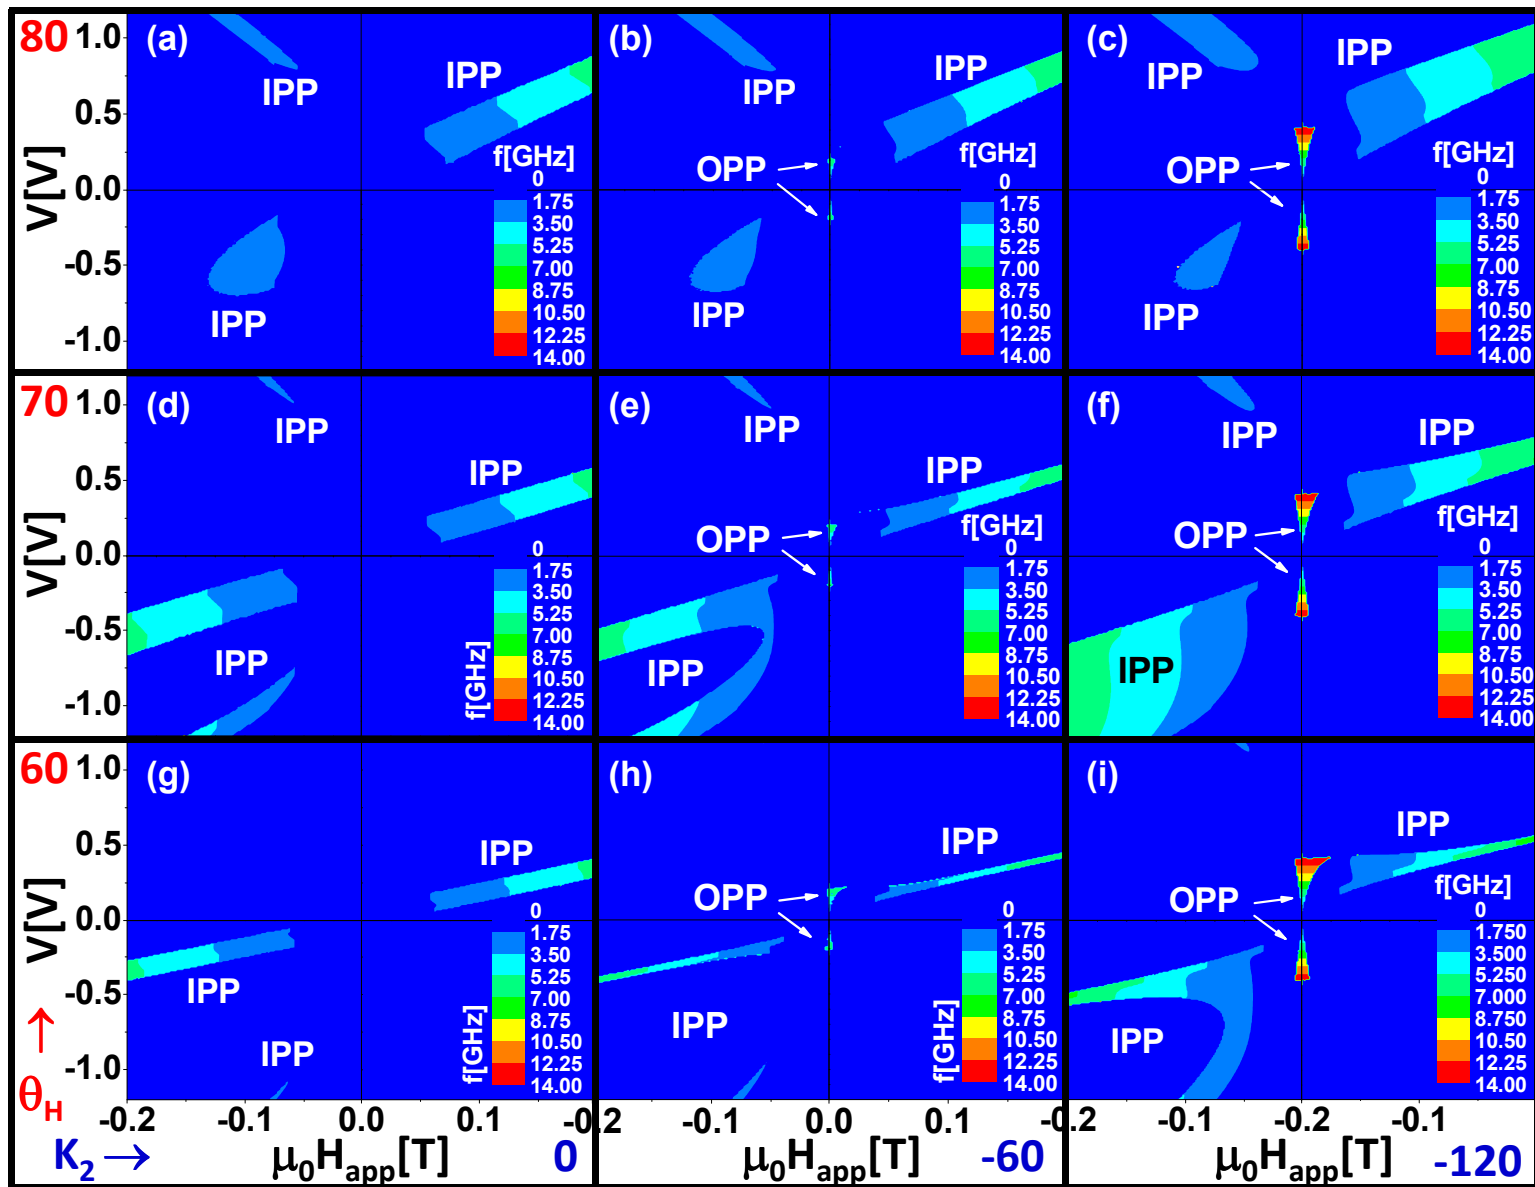 80
1.0
0.5
0.0
-0.5
-1.0
V[V]
(a)
IPP
IPP
IPP
f[GHz]
0
1.75
3.50
5.25
7.00
8.75
10.50
12.25
14.00
(b)
IPP
IPP
OPP
IPP
f[GHz]
0
1.75
3.50
5.25
7.00
8.75
10.50
12.25
14.00
(c)
IPP
IPP
OPP
IPP
f[GHz]
0
1.75
3.50
5.25
7.00
8.75
10.50
12.25
14.00
70
1.0
0.5
0.0
-0.5
-1.0
V[V]
(d)
IPP
IPP
IPP
f[GHz]
0
1.75
3.50
5.25
7.00
8.75
10.50
12.25
14.00
(e)
IPP
IPP
OPP
IPP
f[GHz]
0
1.75
3.50
5.25
7.00
8.75
10.50
12.25
14.00
(f)
IPP
IPP
OPP
IPP
f[GHz]
0
1.75
3.50
5.25
7.00
8.75
10.50
12.25
14.00
60
1.0
0.5
0.0
-0.5
-1.0
V[V]
(g)
IPP
IPP
IPP
f[GHz]
0
1.75
3.50
5.25
7.00
8.75
10.50
12.25
14.00
(h)
IPP
OPP
IPP
f[GHz]
0
1.75
3.50
5.25
7.00
8.75
10.50
12.25
14.00
(i)
IPP
OPP
IPP
f[GHz]
0
1.750
3.500
5.250
7.000
8.750
10.50
12.25
14.00
θH →
-0.2 -0.1 0.0 0.1 -0.2 -0.1 0.0 0.1 -0.2 -0.1 -0.2 -0.1
K2 → μ0Happ[T] 0 μ0Happ[T] -60 μ0Happ[T] -120